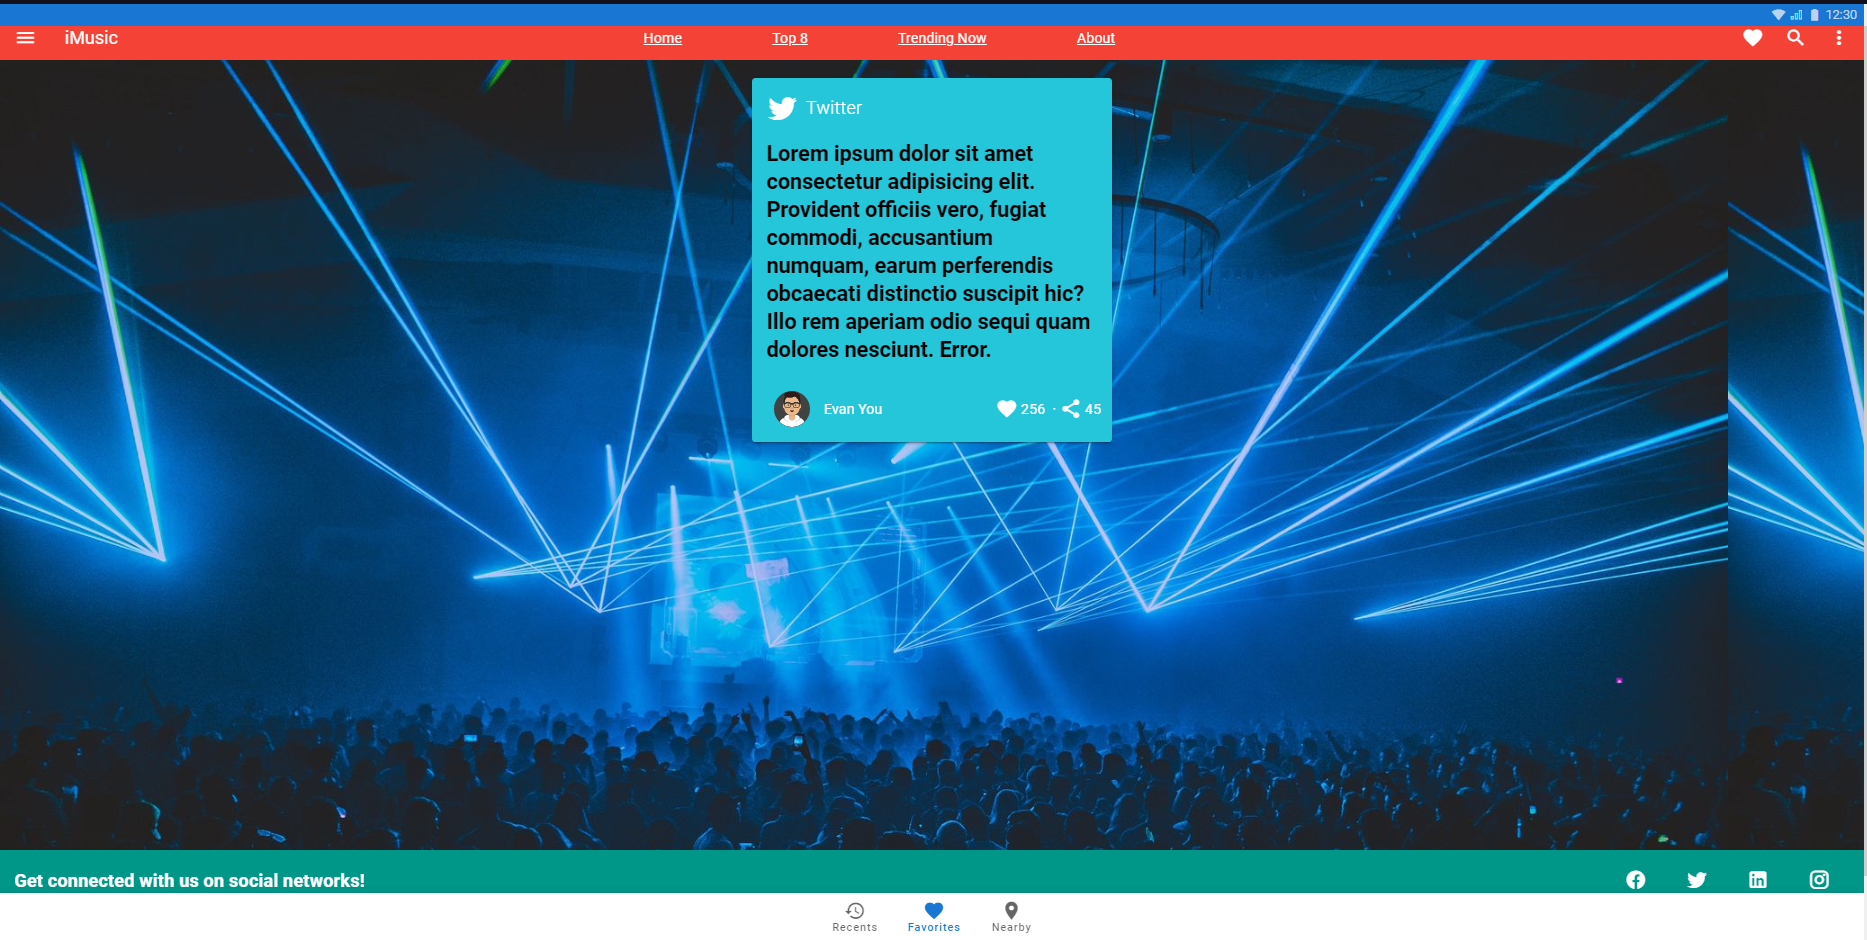 12:30
iMusic
Home
Top 8
Trending Now
About
Twitter
Lorem ipsum dolor sit amet
consectetur adipisicing elit.
Provident officiis vero, fugiat
commodi, accusantium
numquam, earum perferendis
obcaecati distinctio suscipit hic?
Illo rem aperiam odio sequi quam
dolores nesciunt. Error.
Evan You
256 · 45
Get connected with us on social networks!
Recents
Favorites
Nearby